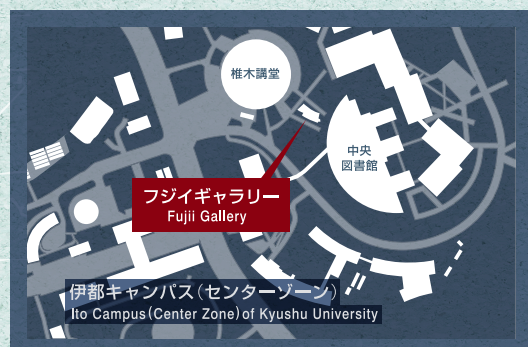 椎木講堂
中央
図書館
フジイギャラリー
Fujii Gallery
伊都キャンパス(センターゾーン)
Ito Campus(Center Zone)of Kyushu University